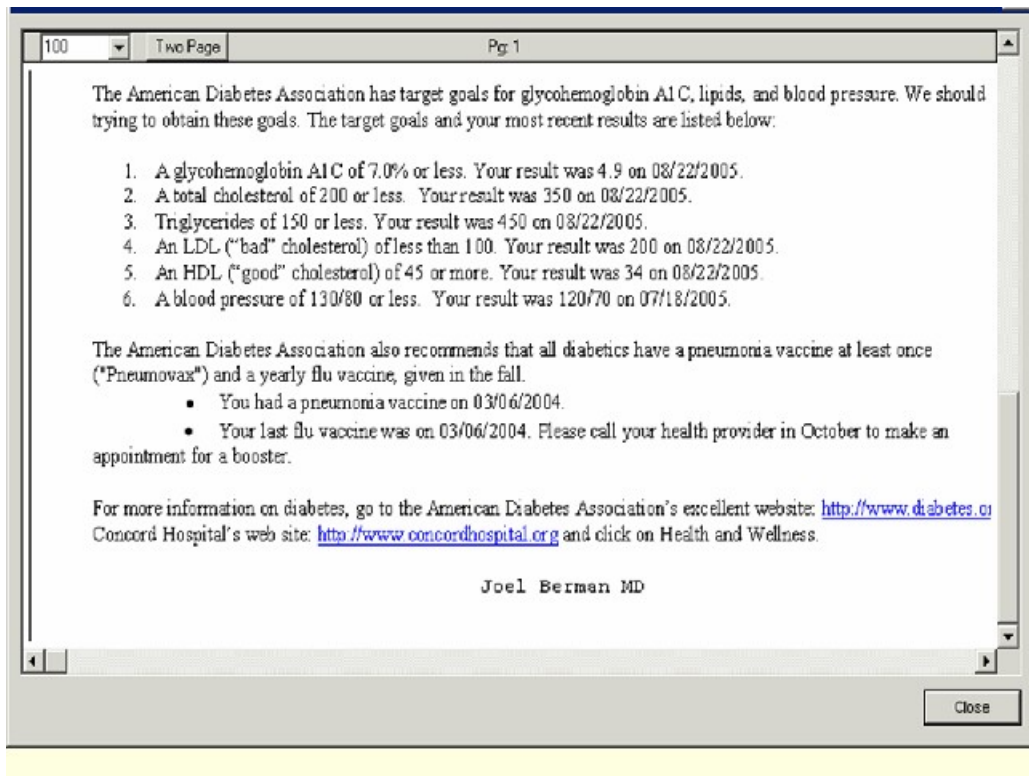 100
Two Page
Pg: 1
The American Diabetes Association has target goals for glycohemoglobin A1C, lipids, and blood pressure. We should
trying to obtain these goals. The target goals and your most recent results are listed below:
1. A glycohemoglobin A1C of 7.0% or less. Your result was 4.9 on 08/22/2005.
2. A total cholesterol of 200 or less. Your result was 350 on 08/22/2005.
3. Triglycerides of 150 or less. Your result was 450 on 08/22/2005.
4. An LDL ("bad" cholesterol) of less than 100. Your result was 200 on 08/22/2005.
5. An HDL ("good" cholesterol) of 45 or more. Your result was 34 on 08/22/2005.
6. A blood pressure of 130/80 or less. Your result was 120/70 on 07/18/2005.
The American Diabetes Association also recommends that all diabetics have a pneumonia vaccine at least once
("Pneumovax") and a yearly flu vaccine, given in the fall.
• You had a pneumonia vaccine on 03/06/2004.
• Your last flu vaccine was on 03/06/2004. Please call your health provider in October to make an
appointment for a booster.
For more information on diabetes, go to the American Diabetes Association's excellent website: http://www.diabetes.or
Concord Hospital's web site: http://www.concordhospital.org and click on Health and Wellness.
Joel Berman MD
Close